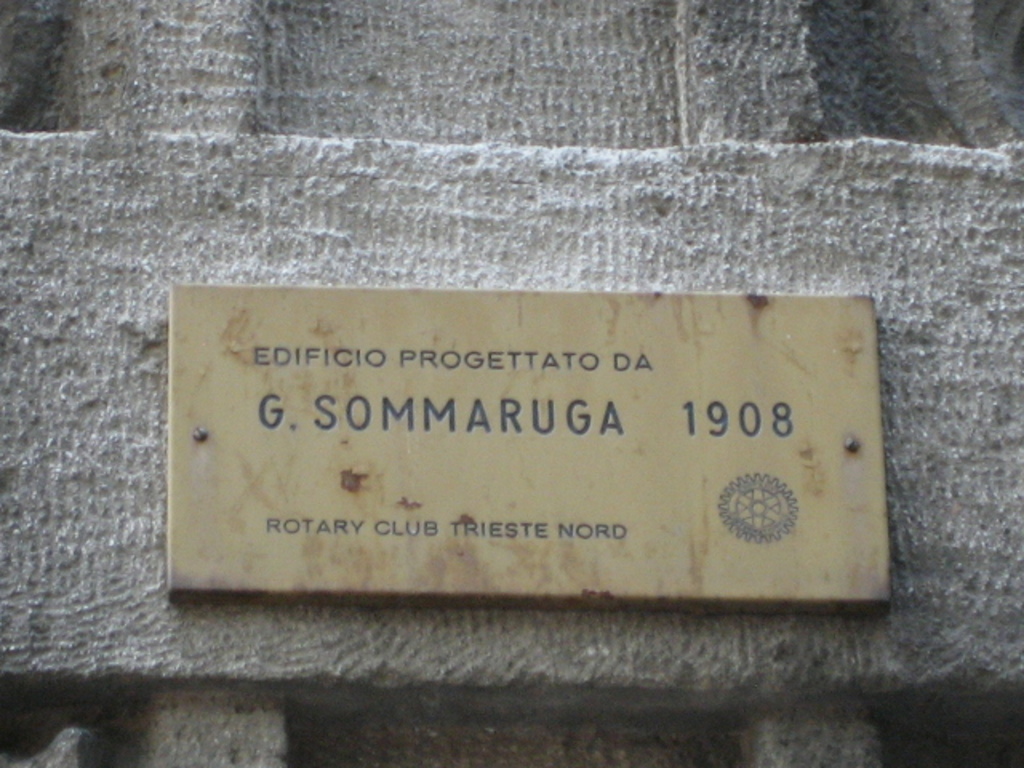 EDIFICIO PROGETTATO DA
G. SOMMARUGA 1908
ROTARY CLUB TRIESTE NORD